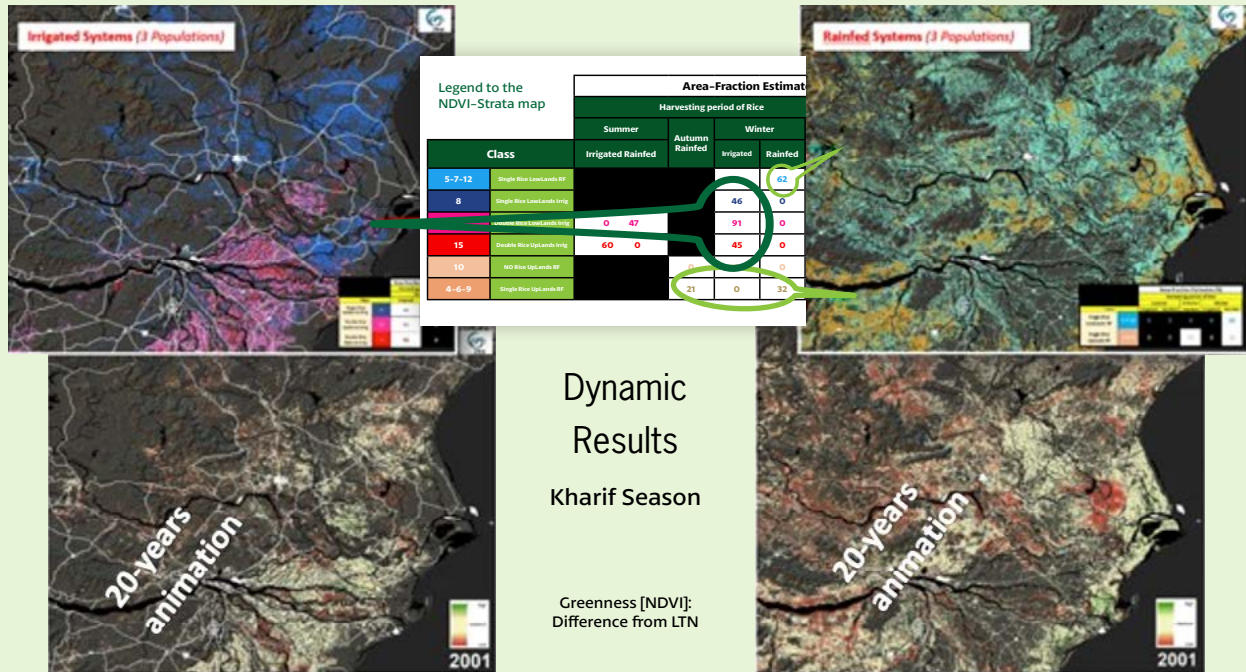 Irrigated Systems (3 Populations)
Rainfed Systems (3 Populations)
Legend to the
NDVI-Strata map
Area-Fraction Estimat
Harvesting period of Rice
Class
Summer
Autumn
Rainfed
Winter
Irrigated Rainfed
Irrigated
Rainfed
5-7-12 Single Rice LowLands RF 62
8 Single Rice LowLands Irrig 46 0
Double Rice LowLands Irrig 0 47 91 0
15 Double Rice UpLands Irrig 60 0 45 0
10 NO Rice UpLands RF 0 0
4-6-9 Single Rice UpLands RF 21 0 32
Dynamic
Results
Kharif Season
Greenness [NDVI]:
Difference from LTN
20-years
animation
2001
20-years
animation
2001